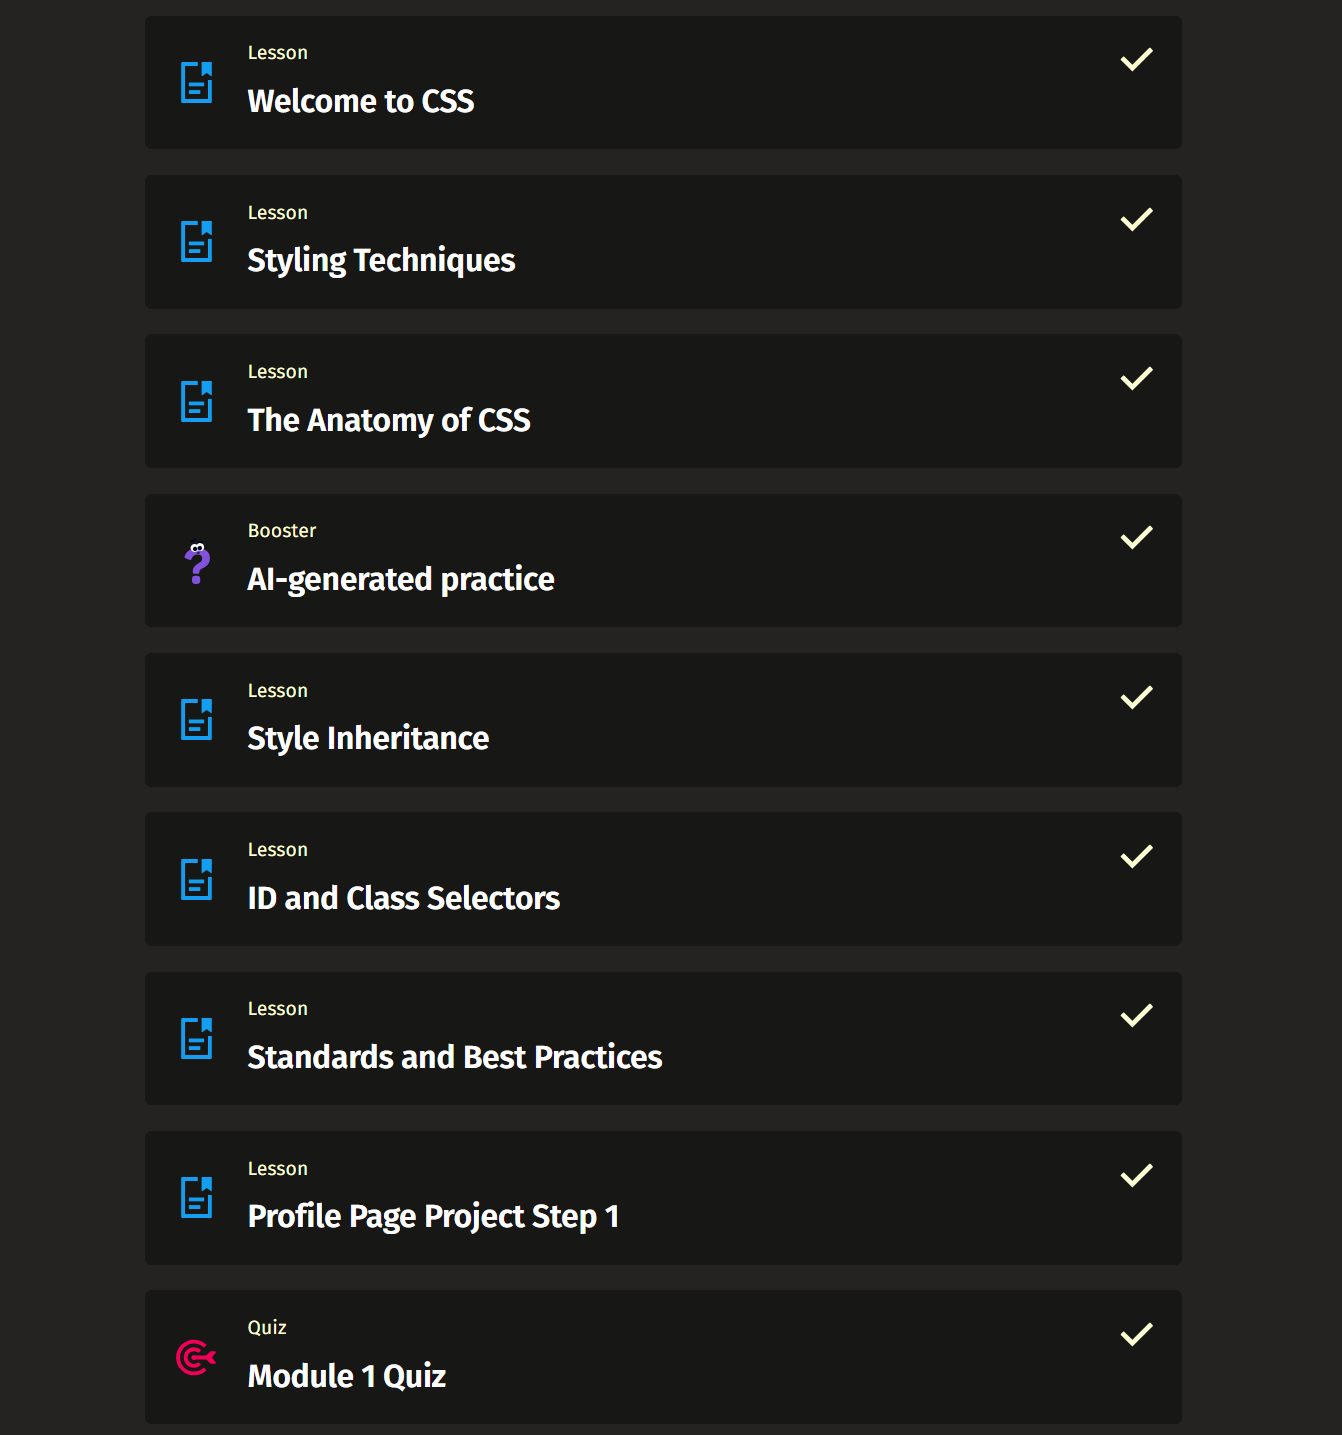 Lesson
Welcome to CSS
Lesson
Styling Techniques
Lesson
The Anatomy of CSS
Booster
AI-generated practice
Lesson
Style Inheritance
Lesson
ID and Class Selectors
Lesson
Standards and Best Practices
Lesson
Profile Page Project Step 1
Quiz
Module 1 Quiz